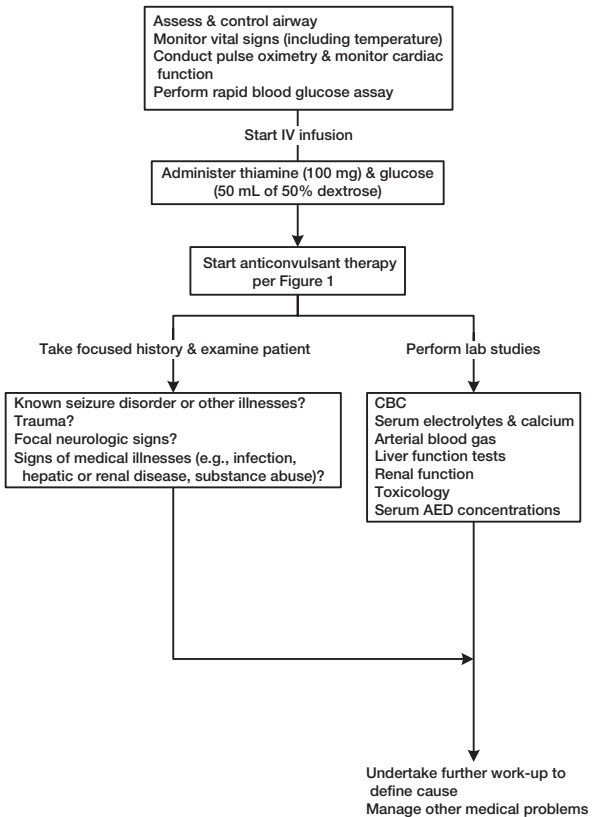 Assess & control airway
Monitor vital signs (including temperature)
Conduct pulse oximetry & monitor cardiac
function
Perform rapid blood glucose assay
Start IV infusion
Administer thiamine (100 mg) & glucose
(50 mL of 50% dextrose)
Start anticonvulsant therapy
per Figure 1
Take focused history & examine patient
Perform lab studies
Known seizure disorder or other illnesses?
Trauma?
Focal neurologic signs?
Signs of medical illnesses (e.g., infection,
hepatic or renal disease, substance abuse)?
CBC
Serum electrolytes & calcium
Arterial blood gas
Liver function tests
Renal function
Toxicology
Serum AED concentrations
Undertake further work-up to
define cause
Manage other medical problems